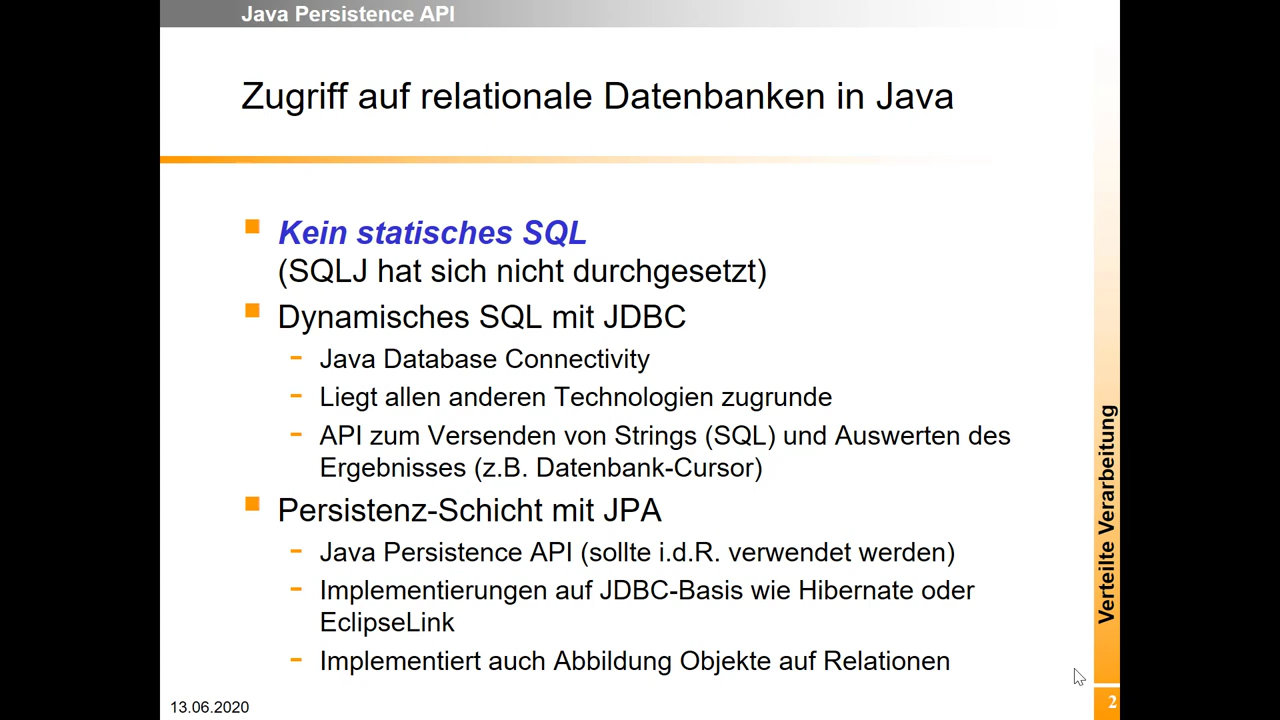 Java Persistence API
Zugriff auf relationale Datenbanken in Java
Kein statisches SQL
(SQLJ hat sich nicht durchgesetzt)
Dynamisches SQL mit JDBC
- Java Database Connectivity
- Liegt allen anderen Technologien zugrunde
- API zum Versenden von Strings (SQL) und Auswerten des
Ergebnisses (z.B. Datenbank-Cursor)
Persistenz-Schicht mit JPA
- Java Persistence API (sollte i.d.R. verwendet werden)
- Implementierungen auf JDBC-Basis wie Hibernate oder
EclipseLink
- Implementiert auch Abbildung Objekte auf Relationen
Verteilte Verarbeitung
13.06.2020
2